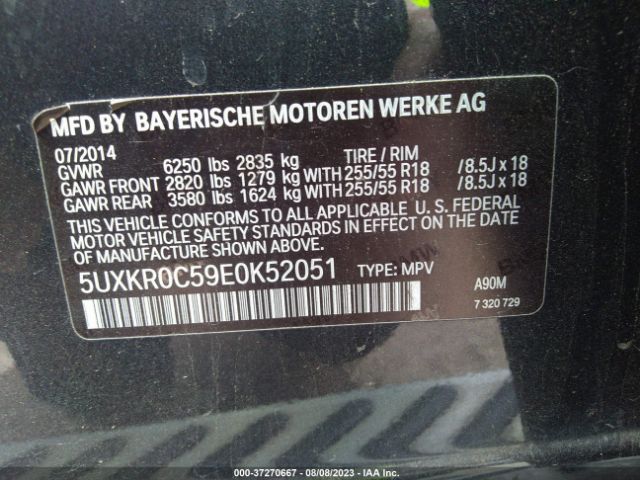 MFD BY BAYERISCHE MOTOREN WERKE AG
07/2014 TIRE / RIM
GVWR 6250 lbs 2835 kg
GAWR FRONT 2820 lbs 1279 kg WITH 255/55 R18 /8.5J x 18
GAWR REAR 3580 lbs 1624 kg WITH 255/55 R18 /8.5J x 18
THIS VEHICLE CONFORMS TO ALL APPLICABLE U. S. FEDERAL
MOTOR VEHICLE SAFETY STANDARDS IN EFFECT ON THE DATE
OF MANUFACTURE SHOWN ABOVE.
5UXKR0C59E0K52051 TYPE: MPV A90M
7 320 729
000-37270667 - 08/08/2023 - IAA Inc.